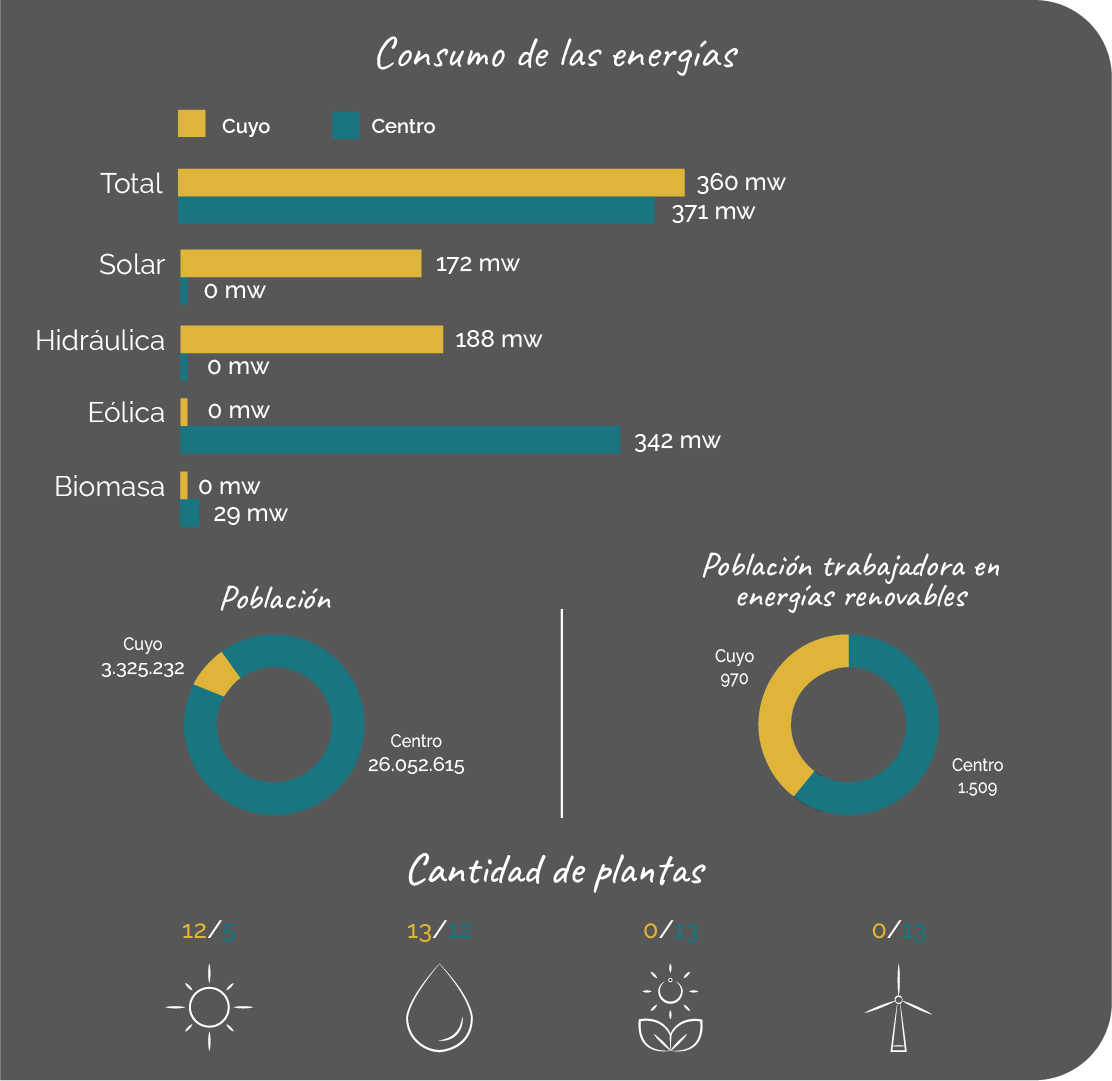 Consumo de las energías
Cuyo Centro
Total 360 mw
371 mw
Solar 172 mw
0 mw
Hidráulica 188 mw
0 mw
Eólica 0 mw
342 mw
Biomasa 0 mw
29 mw
Población
Cuyo
3.325.232
Centro
26.052.615
Población trabajadora en
energías renovables
Cuyo
970
Centro
1.509
Cantidad de plantas
12/5 13/12 0/13 0/13